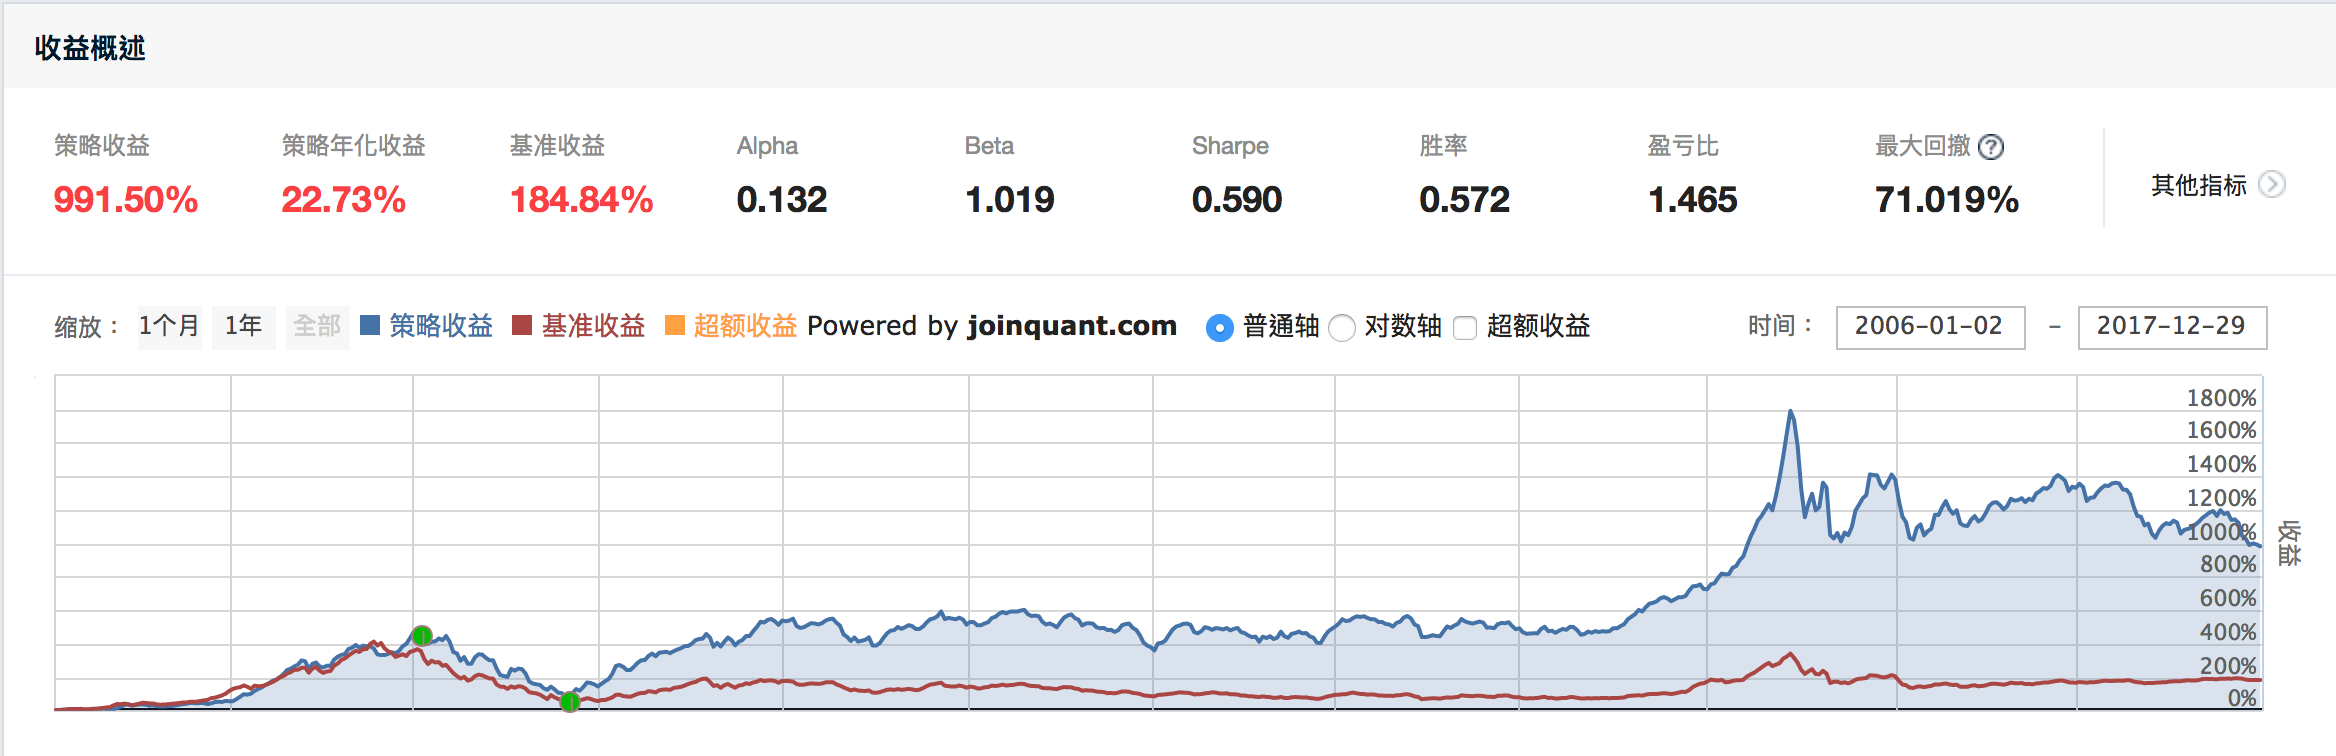 收益概述
策略收益 策略年化收益 基准收益 Alpha Beta Sharpe 胜率 盈亏比 最大回撤 ?
991.50% 22.73% 184.84% 0.132 1.019 0.590 0.572 1.465 71.019% 其他指标
缩放： 1个月 1年 全部 策略收益 基准收益 超额收益 Powered by joinquant.com 普通轴 对数轴 超额收益 时间： 2006-01-02 – 2017-12-29
1800%
1600%
1400%
1200%
1000%
800%
600%
400%
200%
0%
收益